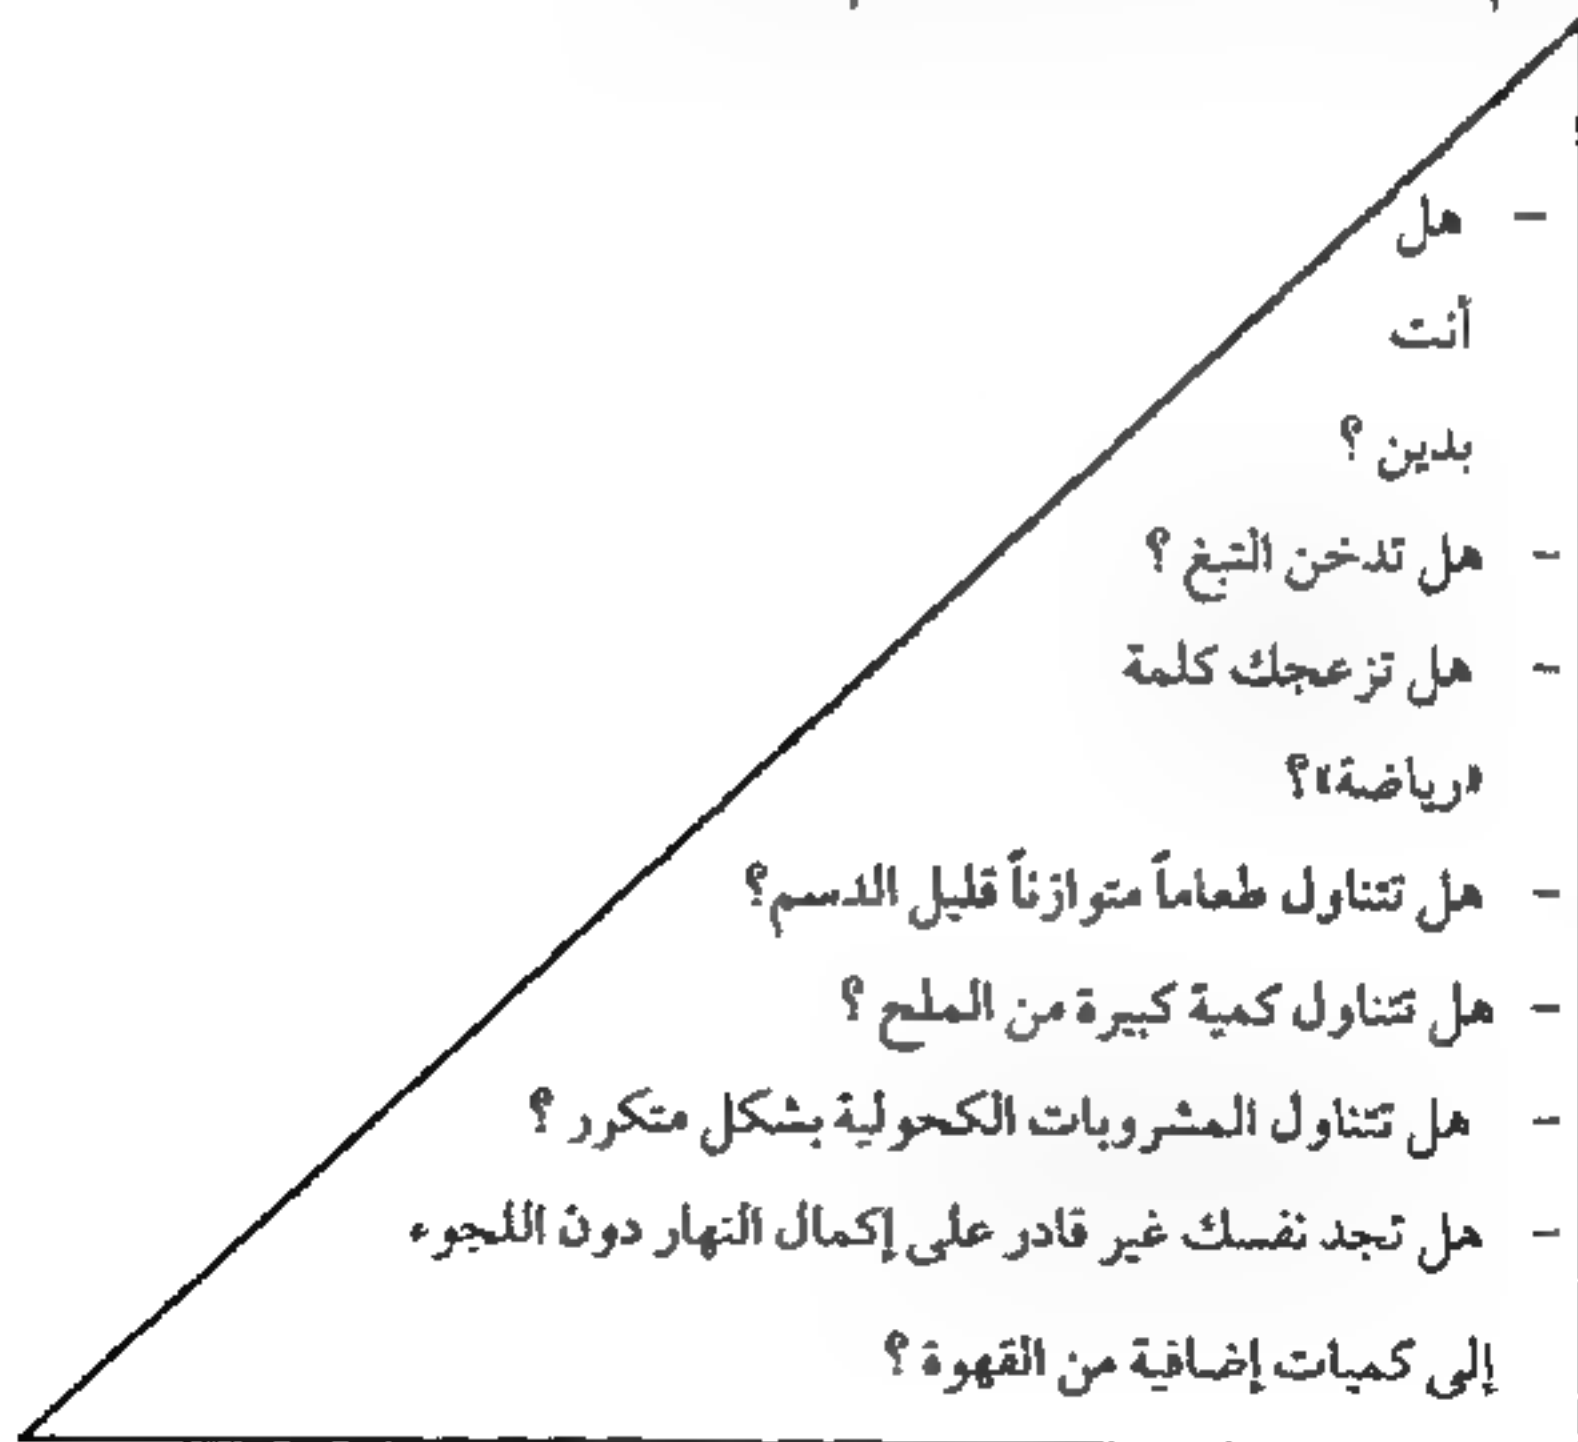 - هل
أنت
بدين ؟
- هل تدخن التبغ ؟
- هل تزعجك كلمة
«رياضة»؟
- هل تتناول طعاماً متوازناً قليل الدسم؟
- هل تتناول كمية كبيرة من الملح ؟
- هل تتناول المشروبات الكحولية بشكل متكرر ؟
- هل تجد نفسك غير قادر على إكمال النهار دون اللجوء
إلى كميات إضافية من القهوة ؟